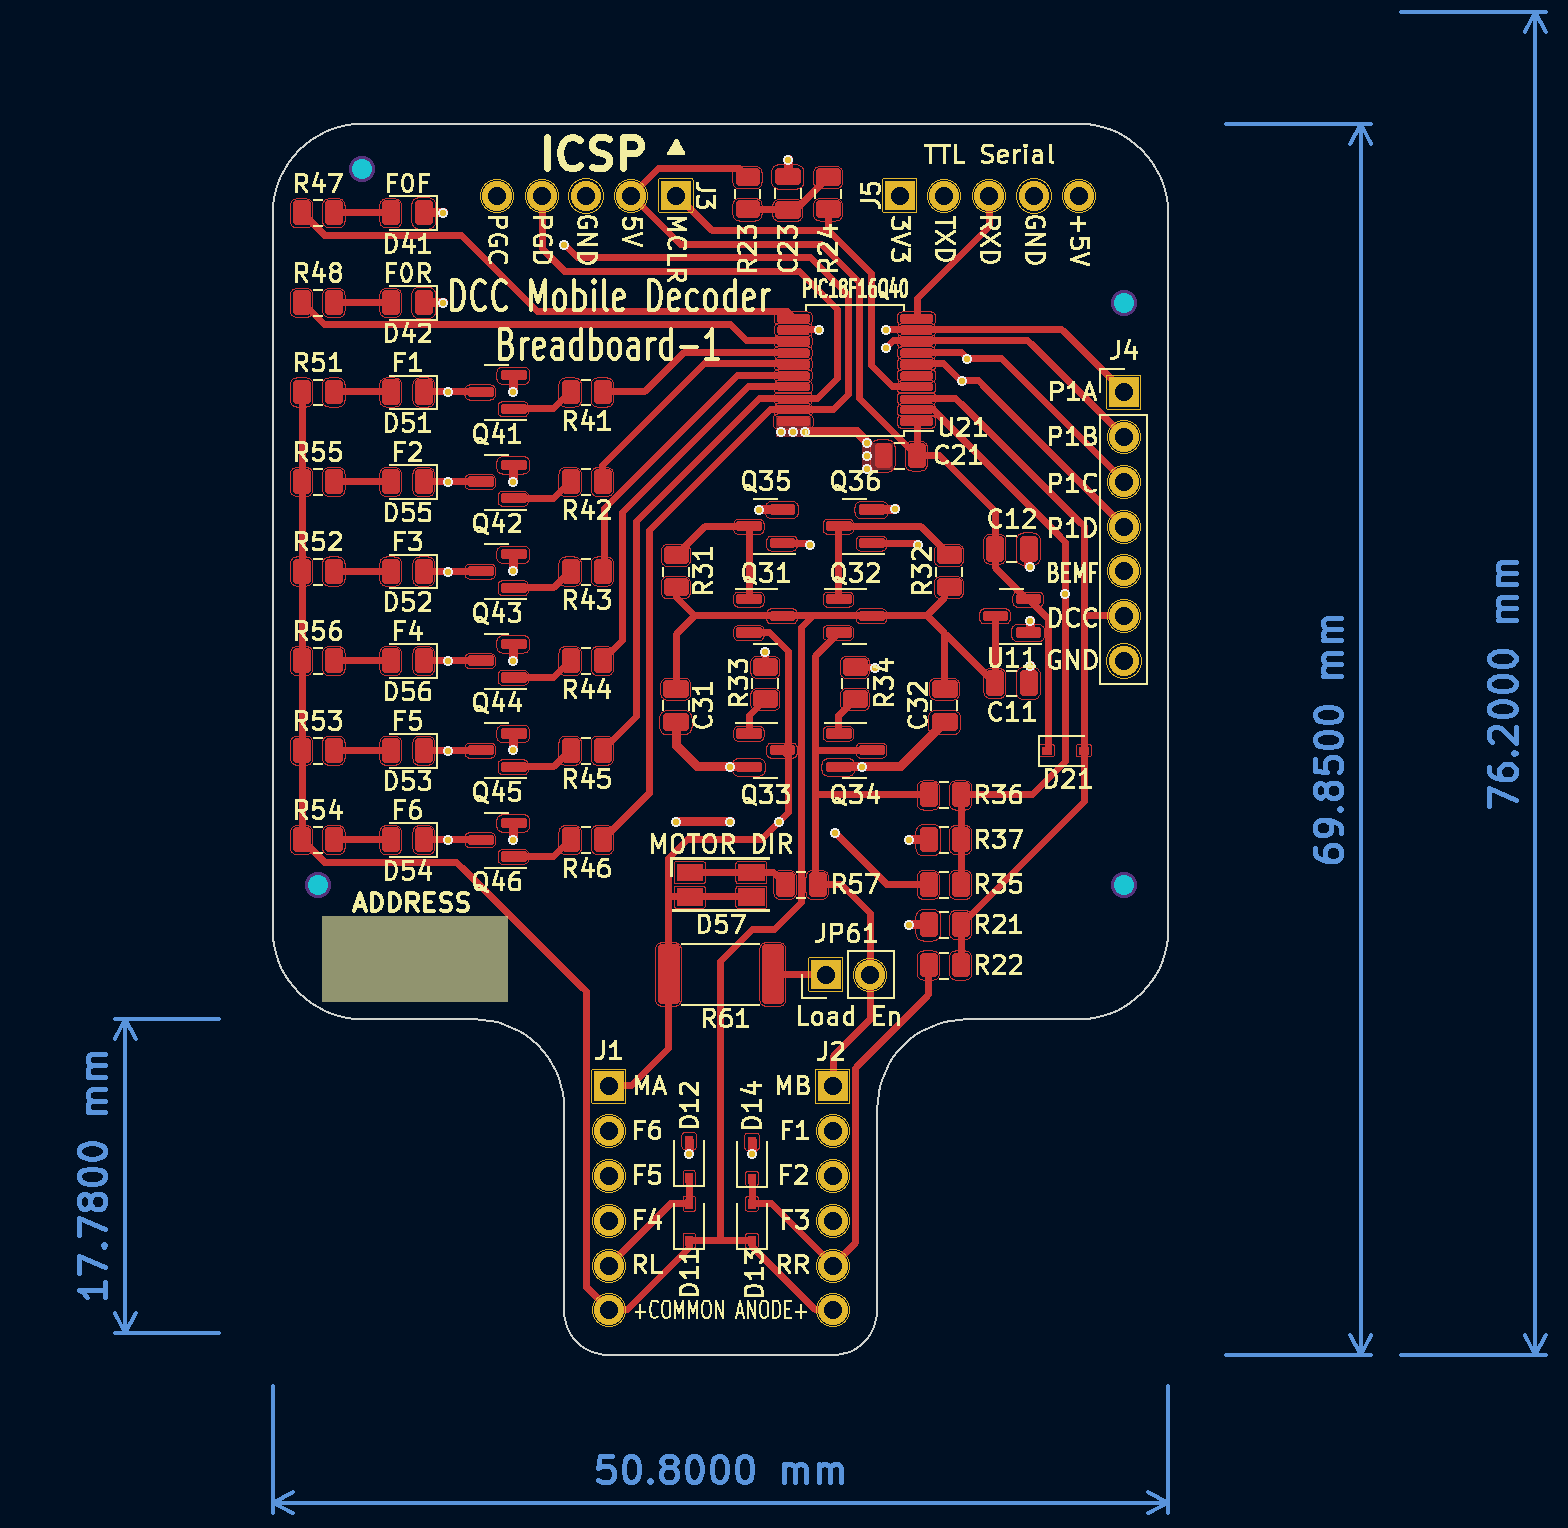 ICSP
TTL Serial
R47 F0F
D41
PGC PGD GND 5V MCLR J3
R23 C23 R24
J5 3V3 TXD RXD GND +5V
R48 F0R
D42
DCC Mobile Decoder
Breadboard-1
PIC18F16Q40
U21
C21
J4
P1A
P1B
P1C
P1D
BEMF
DCC
GND
R51 F1
D51
Q41
R41
R55 F2
D55
Q42
R42
R52 F3
D52
Q43
R43
R56 F4
D56
Q44
R44
R53 F5
D53
Q45
R45
R54 F6
D54
Q46
R46
Q35 Q36
R31
Q31 Q32
R32
C12
U11
C11
C31
R33
R34
C32
Q33 Q34
D21
R36
R37
R35
R21
R22
MOTOR DIR
R57
D57
ADDRESS
JP61
R61
Load En
J1 J2
MA D12 D14 MB
F6 F1
F5 F2
F4 F3
RL D11 D13 RR
+COMMON ANODE+
17.7800 mm
50.8000 mm
69.8500 mm
76.2000 mm